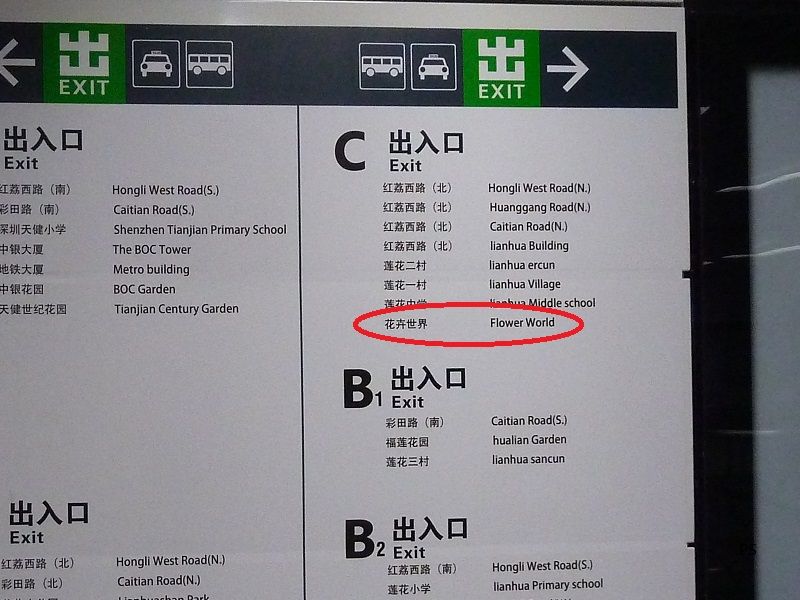 出 EXIT
出 EXIT
出入口
Exit
红荔西路（南） Hongli West Road(S.)
彩田路（南） Caitian Road(S.)
深圳天健小学 Shenzhen Tianjian Primary School
中银大厦 The BOC Tower
地铁大厦 Metro building
中银花园 BOC Garden
天健世纪花园 Tianjian Century Garden
出入口
Exit
红荔西路（北） Hongli West Road(N.)
彩田路（北） Caitian Road(N.)
Lianhuashan Park
C 出入口
Exit
红荔西路（北） Hongli West Road(N.)
红荔西路（北） Huanggang Road(N.)
红荔西路（北） Caitian Road(N.)
红荔西路（北） lianhua Building
莲花二村 lianhua ercun
莲花一村 lianhua Village
莲花中学 lianhua Middle school
花卉世界 Flower World
B1 出入口
Exit
彩田路（南） Caitian Road(S.)
福莲花园 hualian Garden
莲花三村 lianhua sancun
B2 出入口
Exit
红荔西路（南） Hongli West Road(S.)
莲花小学 lianhua Primary school